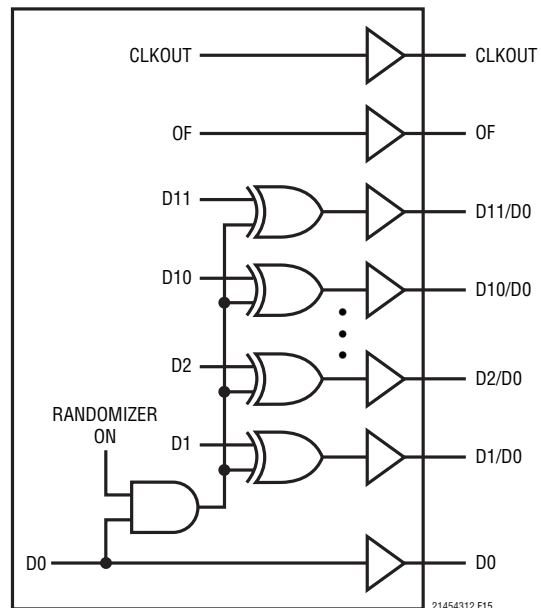 CLKOUT CLKOUT
OF OF
D11 D11/D0
D10 D10/D0
D2 D2/D0
RANDOMIZER
ON
D1 D1/D0
D0 D0
21454312 F15